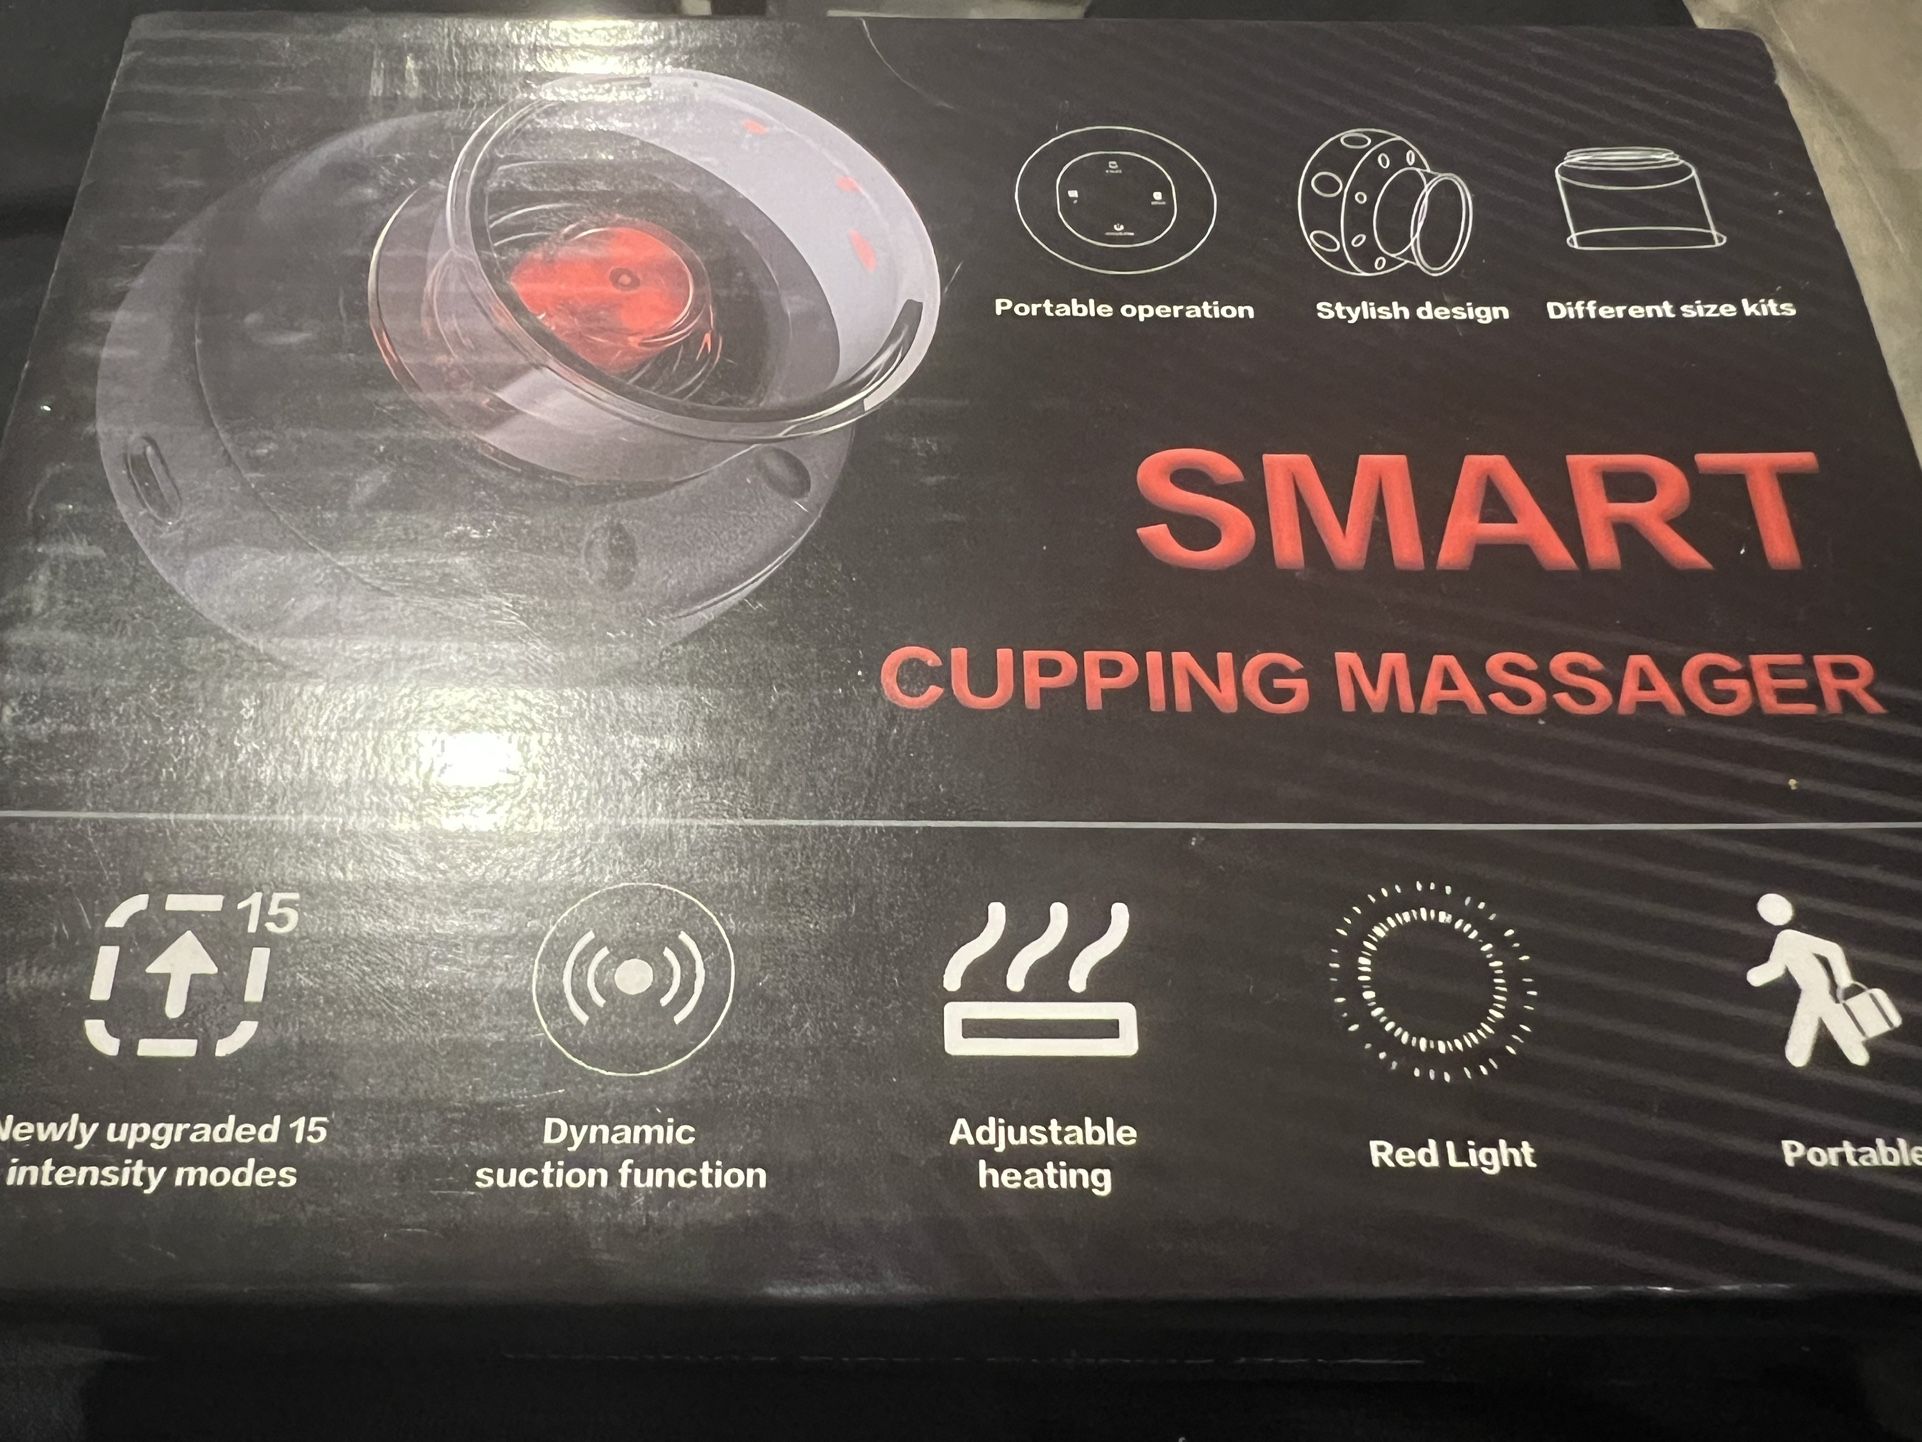 Portable operation
Stylish design
Different size kits
SMART
CUPPING MASSAGER
15
Newly upgraded 15
intensity modes
Dynamic
suction function
Adjustable
heating
Red Light
Portable